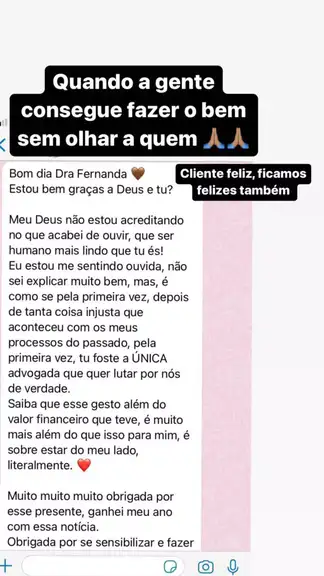 Quando a gente
consegue fazer o bem
sem olhar a quem 🙏🏽🙏🏽
Bom dia Dra Fernanda 🤎
Estou bem graças a Deus e tu?
Cliente feliz, ficamos
felizes também
Meu Deus não estou acreditando
no que acabei de ouvir, que ser
humano mais lindo que tu és!
Eu estou me sentindo ouvida, não
sei explicar muito bem, mas, é
como se pela primeira vez, depois
de tanta coisa injusta que
aconteceu com os meus
processos do passado, pela
primeira vez, tu foste a ÚNICA
advogada que quer lutar por nós
de verdade.
Saiba que esse gesto além do
valor financeiro que teve, é muito
mais além do que isso para mim, é
sobre estar do meu lado,
literalmente. ❤️
Muito muito muito obrigada por
esse presente, ganhei meu ano
com essa notícia.
Obrigada por se sensibilizar e fazer